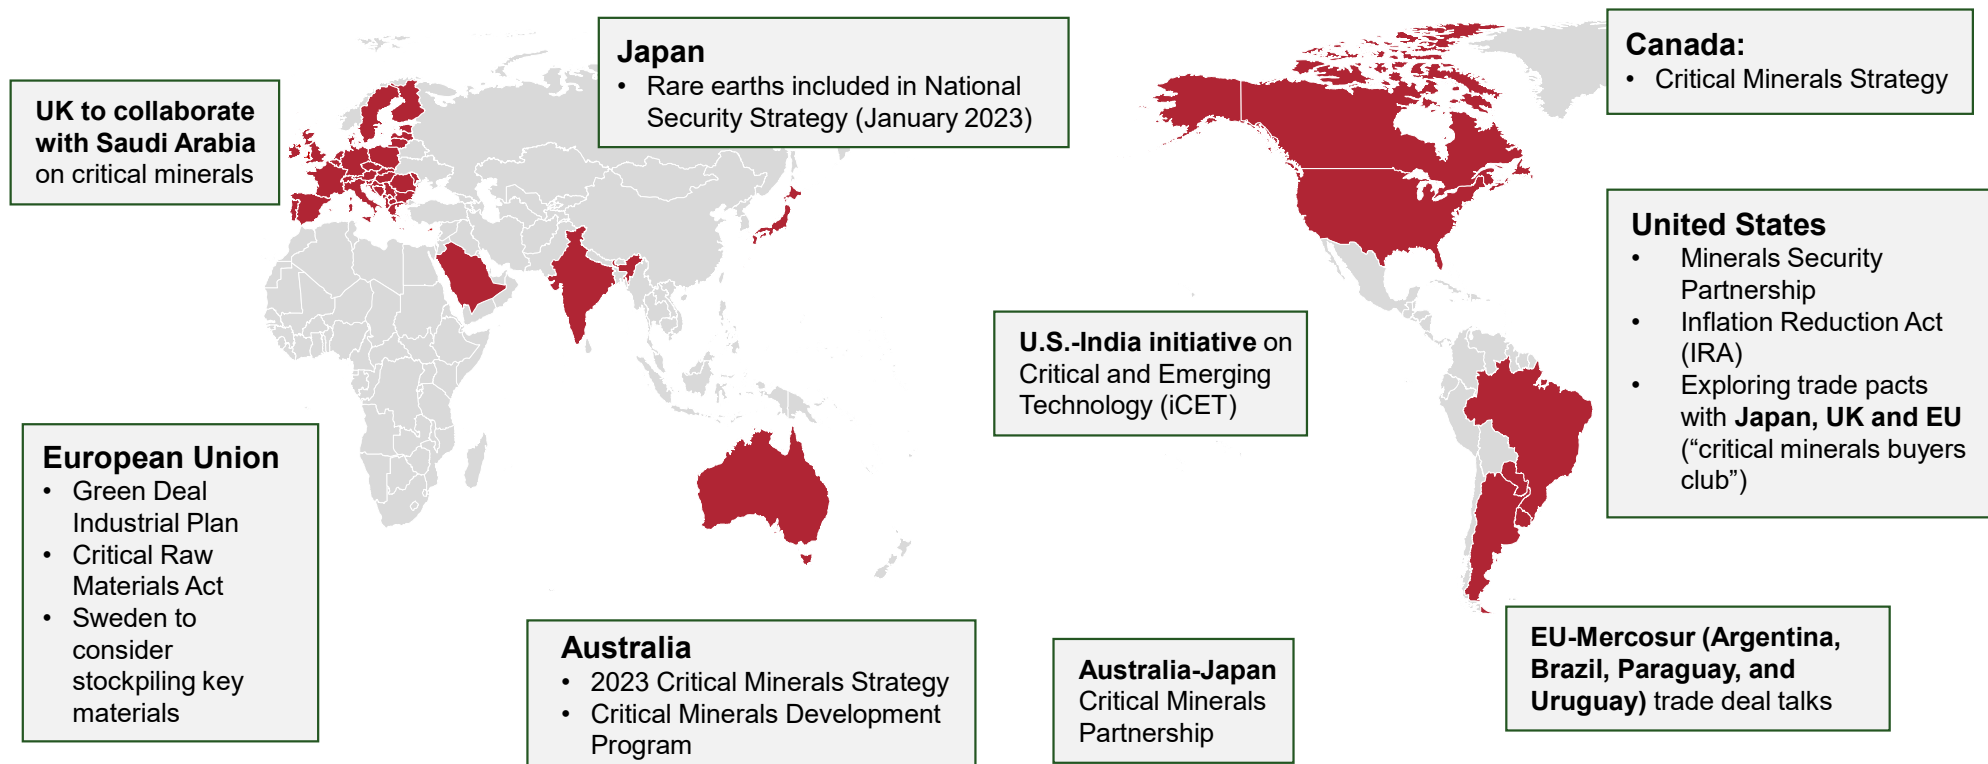 Japan
• Rare earths included in National
Security Strategy (January 2023)
Canada:
• Critical Minerals Strategy
UK to collaborate
with Saudi Arabia
on critical minerals
United States
• Minerals Security
Partnership
• Inflation Reduction Act
(IRA)
• Exploring trade pacts
with Japan, UK and EU
(“critical minerals buyers
club”)
U.S.-India initiative on
Critical and Emerging
Technology (iCET)
European Union
• Green Deal
Industrial Plan
• Critical Raw
Materials Act
• Sweden to
consider
stockpiling key
materials
Australia
• 2023 Critical Minerals Strategy
• Critical Minerals Development
Program
Australia-Japan
Critical Minerals
Partnership
EU-Mercosur (Argentina,
Brazil, Paraguay, and
Uruguay) trade deal talks